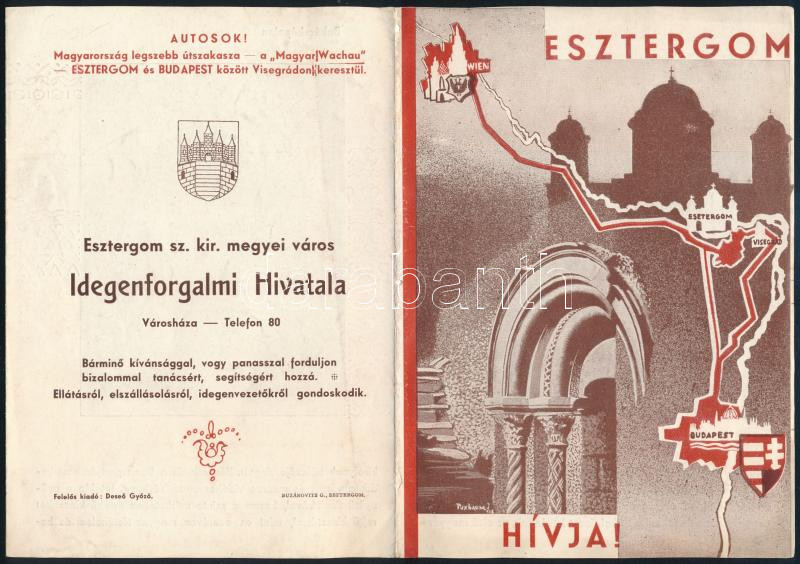 AUTOSOK!
Magyarország legszebb útszakasza — a „Magyar Wachau"
— ESZTERGOM és BUDAPEST között Visegrádon keresztül.
Esztergom sz. kir. megyei város
Idegenforgalmi Hivatala
Városháza — Telefon 80
Bárminő kívánsággal, vagy panasszal forduljon
bizalommal tanácsért, segítségért hozzá.
Ellátásról, elszállásolásról, idegenvezetőkről gondoskodik.
Felelős kiadó: Deseő Győző.
BUZÁROVITS G., ESZTERGOM.
ESZTERGOM
WIEN
ESZTERGOM
VISEGRÁD
BUDAPEST
HÍVJA!
darabanth